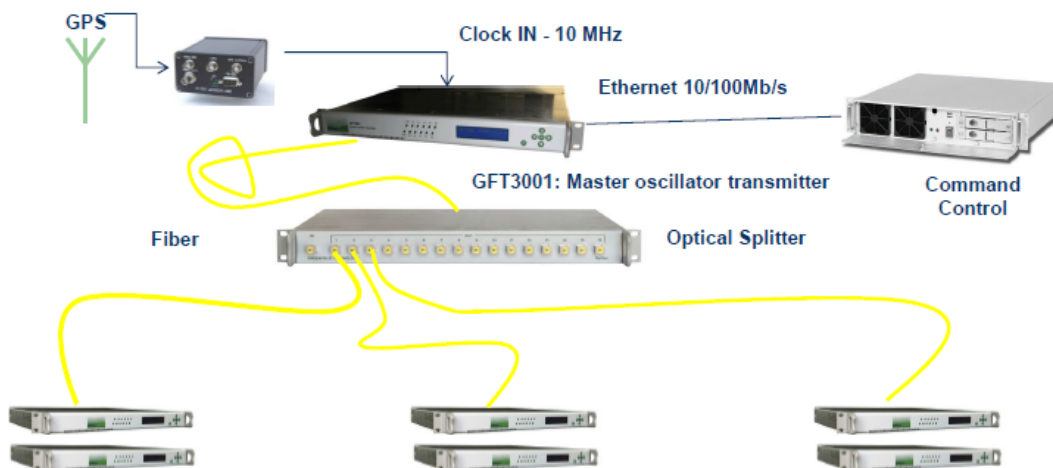 GPS
Clock IN - 10 MHz
Ethernet 10/100Mb/s
GFT3001: Master oscillator transmitter
Command
Control
Fiber
Optical Splitter